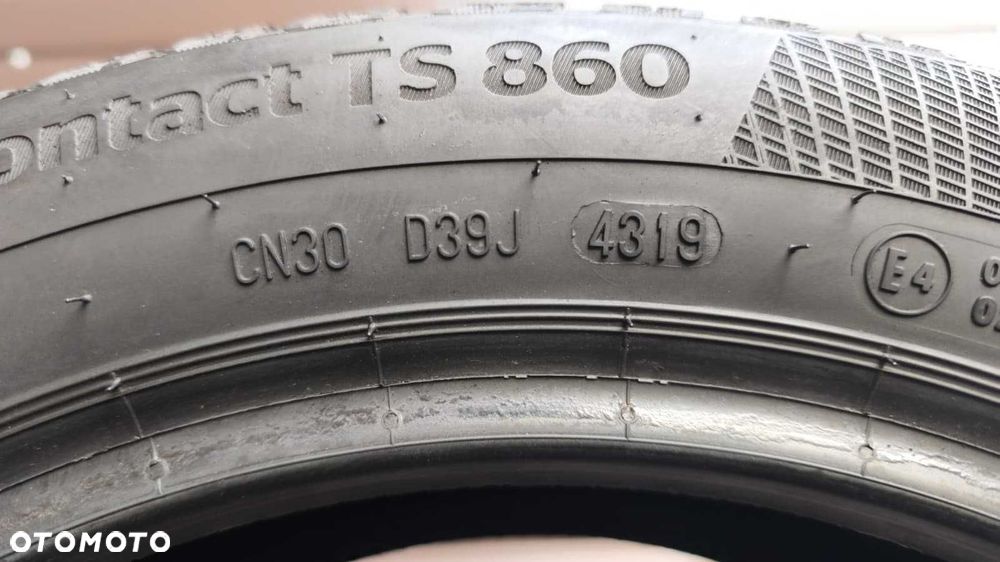 ontact TS 860
CN30 D39J 4319
E4
OTOMOTO